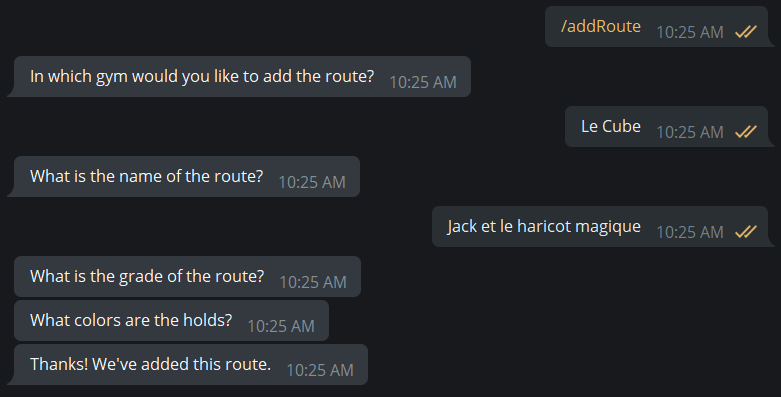 /addRoute 10:25 AM
In which gym would you like to add the route? 10:25 AM
Le Cube 10:25 AM
What is the name of the route? 10:25 AM
Jack et le haricot magique 10:25 AM
What is the grade of the route? 10:25 AM
What colors are the holds? 10:25 AM
Thanks! We've added this route. 10:25 AM